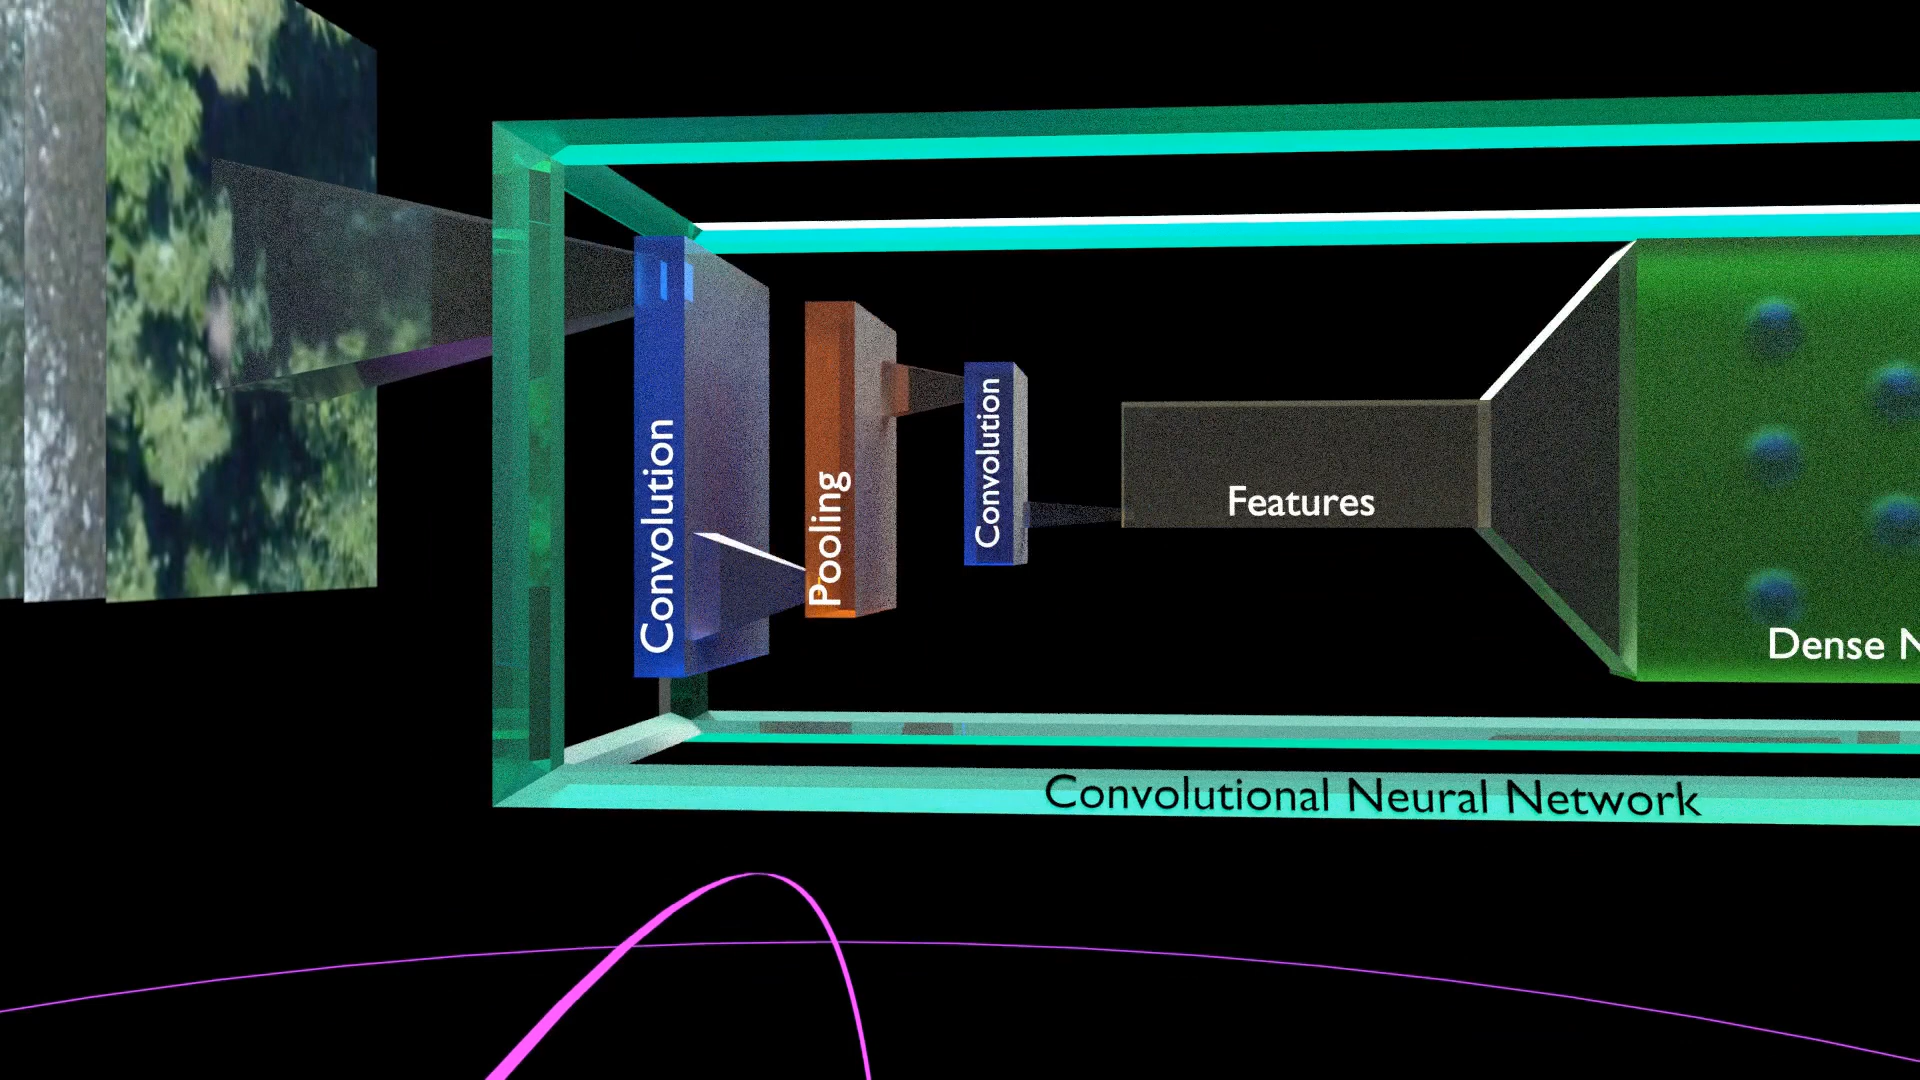 Convolution
Pooling
Convolution
Features
Dense N
Convolutional Neural Network